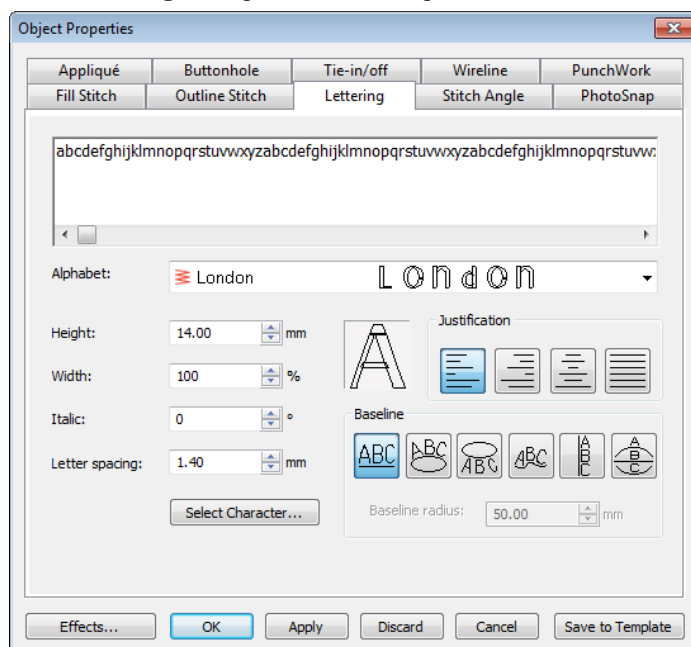 Object Properties
Appliqué Buttonhole Tie-in/off Wireline PunchWork
Fill Stitch Outline Stitch Lettering Stitch Angle PhotoSnap
abcdefghijklmnopqrstuvwxyzabcdefghijklmnopqrstuvwxyzabcdefghijklmnopqrstuvw
Alphabet: London London
Justification
Height: 14.00 mm A
Width: 100 %
Italic: 0 °
Baseline
ABC ABC ABC ABC ABC ABC
Letter spacing: 1.40 mm
Select Character... Baseline radius: 50.00 mm
Effects... OK Apply Discard Cancel Save to Template